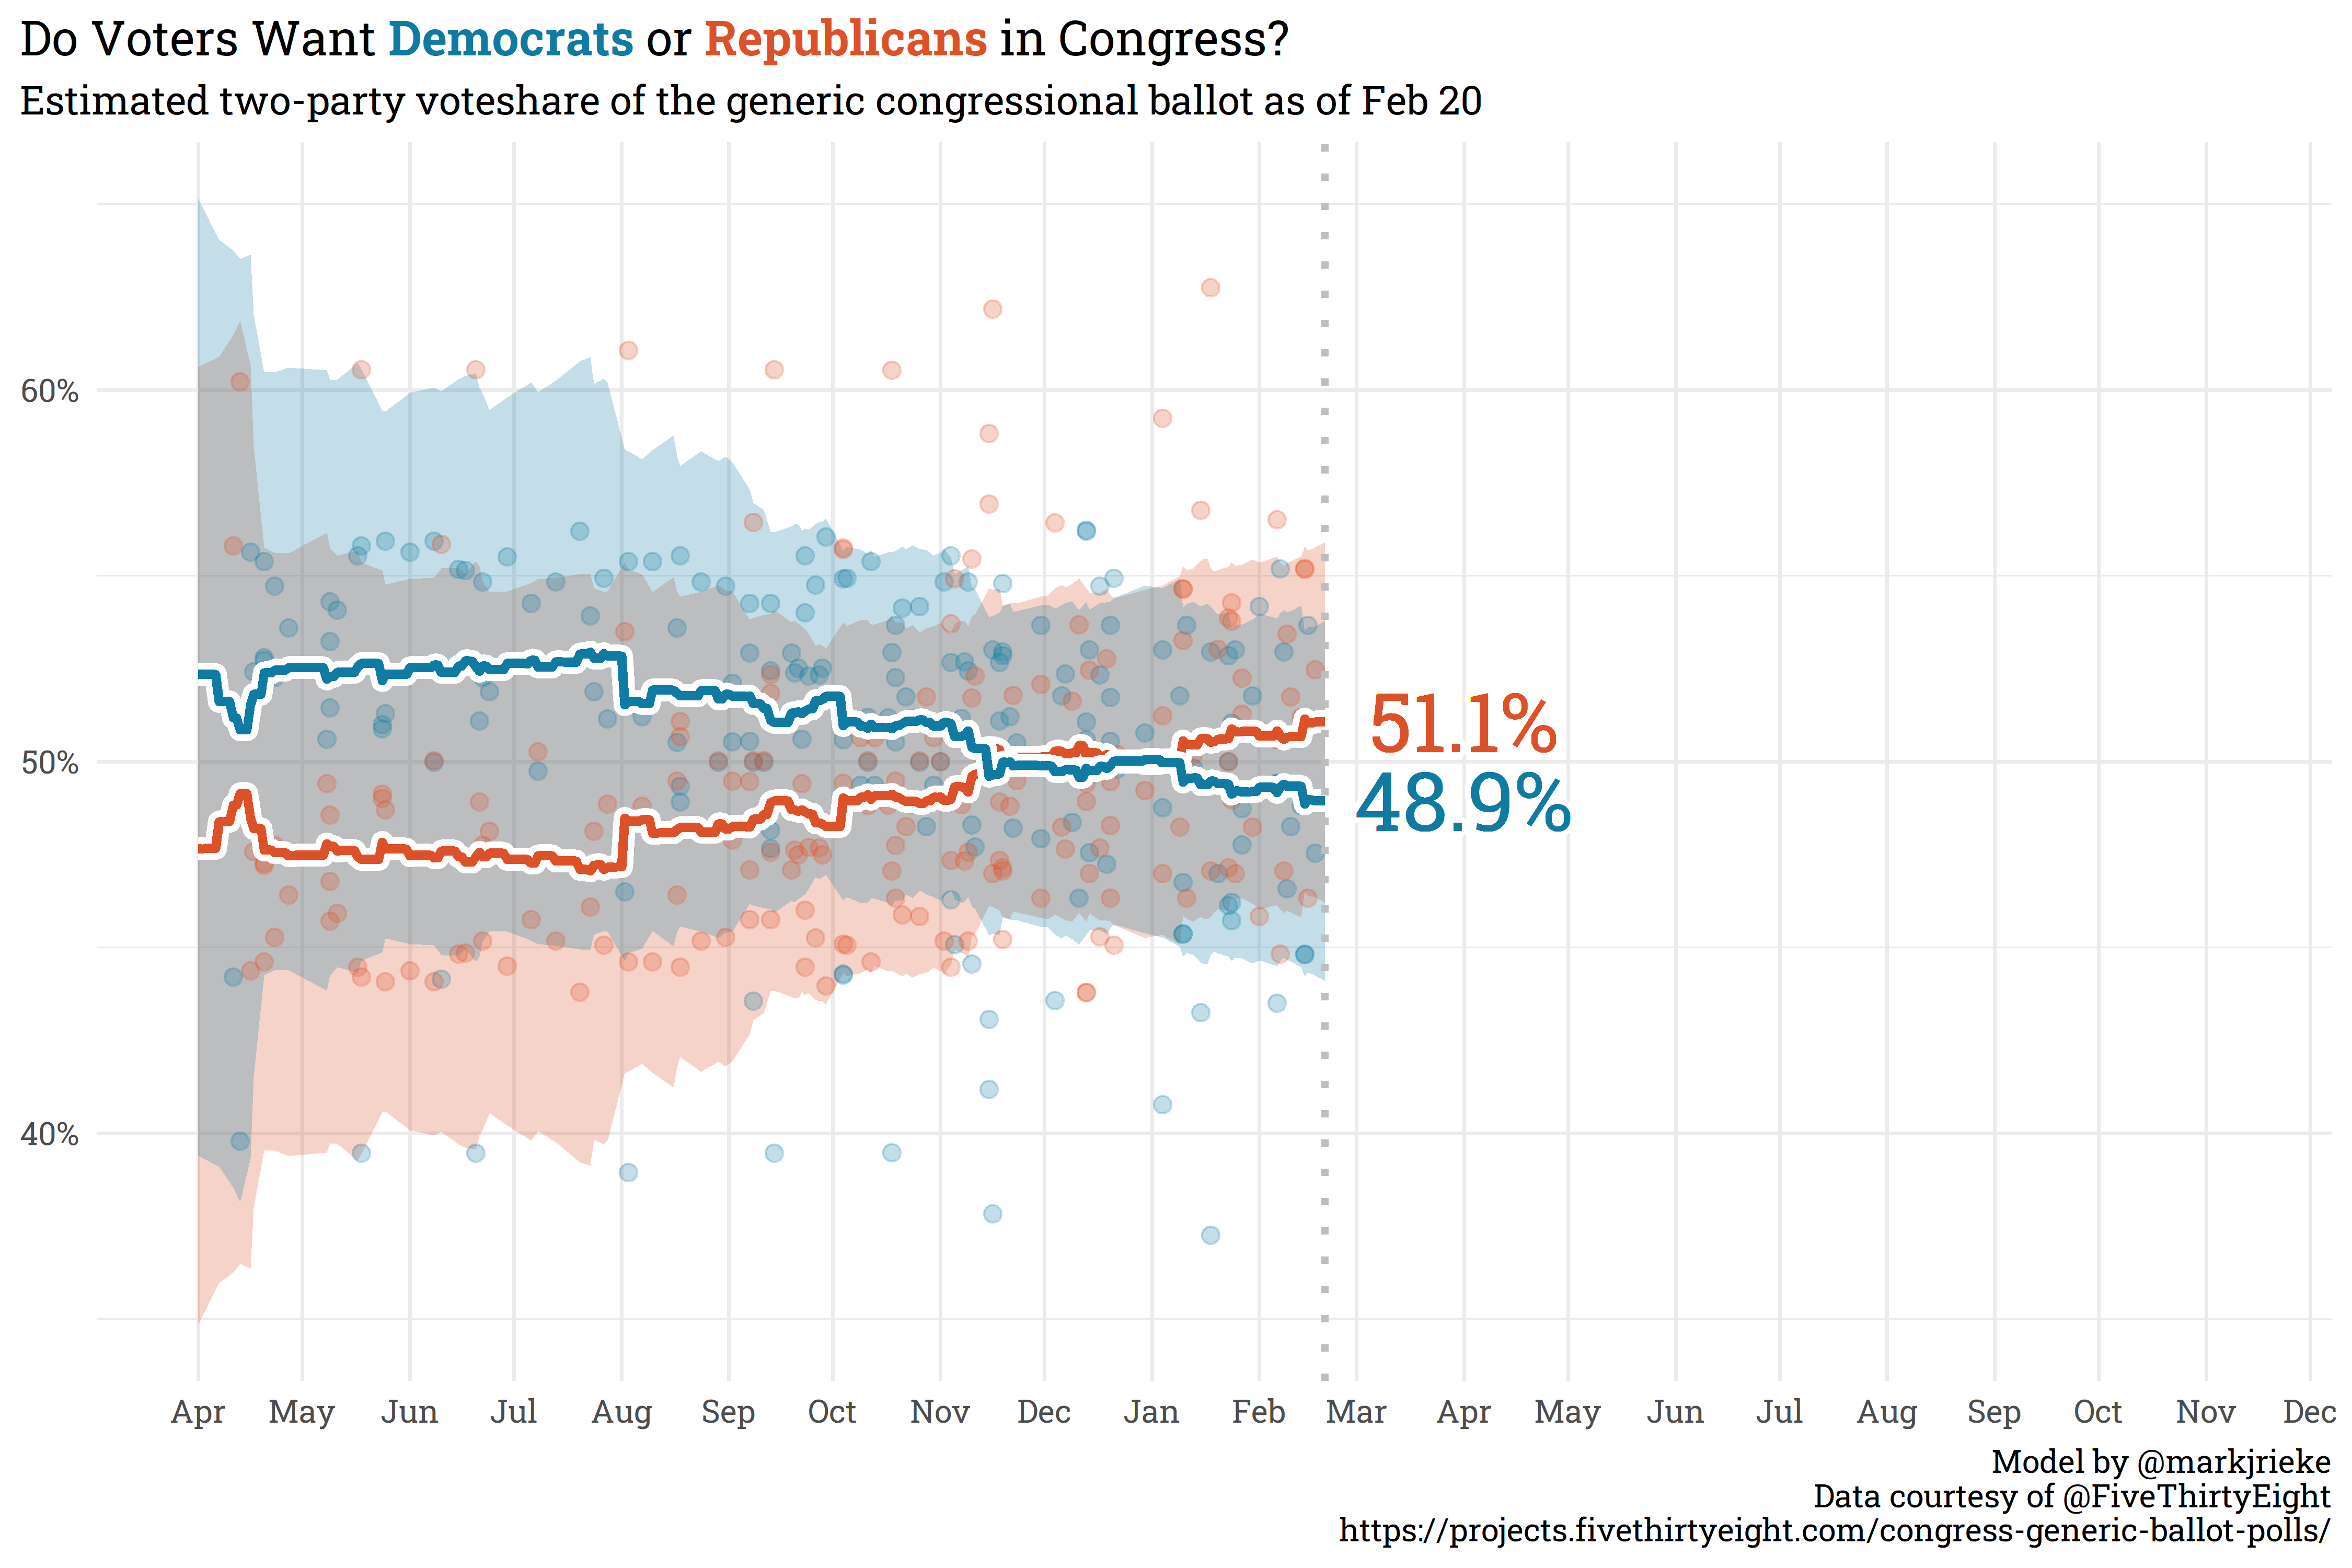 Do Voters Want Democrats or Republicans in Congress?
Estimated two-party voteshare of the generic congressional ballot as of Feb 20
60%
50%
40%
51.1%
48.9%
Apr May Jun Jul Aug Sep Oct Nov Dec Jan Feb Mar Apr May Jun Jul Aug Sep Oct Nov Dec
Model by @markjrieke
Data courtesy of @FiveThirtyEight
https://projects.fivethirtyeight.com/congress-generic-ballot-polls/